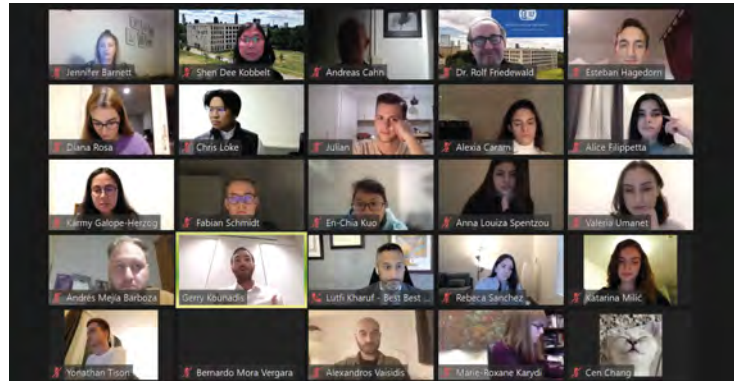 Jennifer Barnett
Shen Dee Kobbelt
Andreas Cahn
Dr. Rolf Friedewald
Esteban Hagedorn
Diana Rosa
Chris Loke
Julian
Alexia Caram
Alice Filippetta
Karmy Galope-Herzog
Fabian Schmidt
En-Chia Kuo
Anna Louiza Spentzou
Valeria Umanet
Andrés Mejia Barboza
Gerry Kounadis
Lutfi Kharuf - Best Best ...
Rebeca Sanchez
Katarina Milić
Yonathan Tison
Bernardo Mora Vergara
Alexandros Vaisidis
Marie-Roxane Karydi
Cen Chang